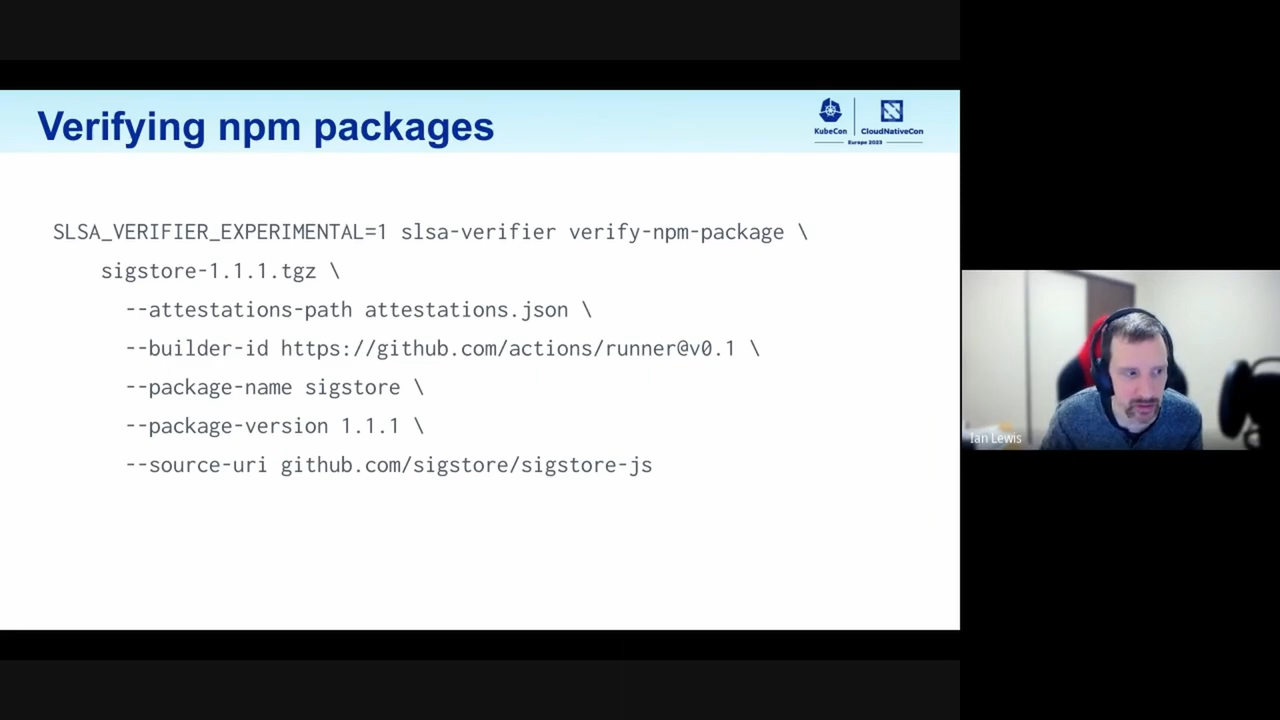 Verifying npm packages
KubeCon
CloudNativeCon
Europe 2023
SLSA_VERIFIER_EXPERIMENTAL=1 slsa-verifier verify-npm-package \
sigstore-1.1.1.tgz \
--attestations-path attestations.json \
--builder-id https://github.com/actions/runner@v0.1 \
--package-name sigstore \
--package-version 1.1.1 \
--source-uri github.com/sigstore/sigstore-js
Ian Lewis